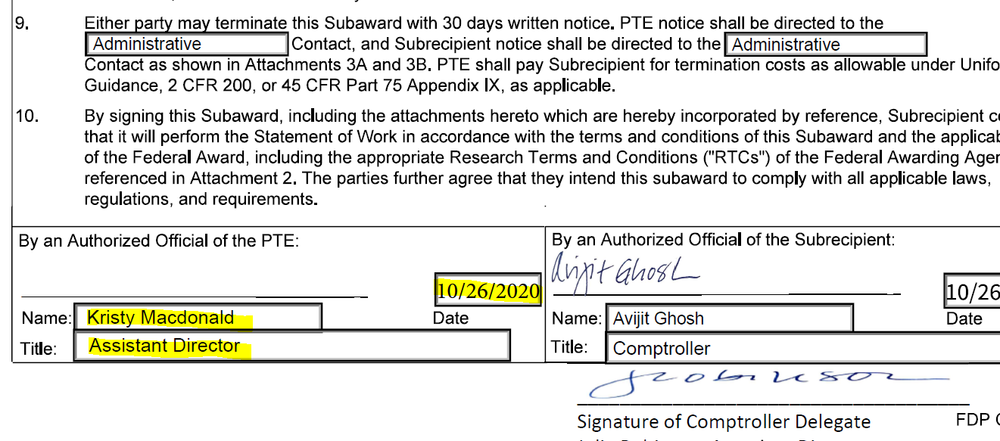 9. Either party may terminate this Subaward with 30 days written notice. PTE notice shall be directed to the
Administrative Contact, and Subrecipient notice shall be directed to the Administrative
Contact as shown in Attachments 3A and 3B. PTE shall pay Subrecipient for termination costs as allowable under Unifo
Guidance, 2 CFR 200, or 45 CFR Part 75 Appendix IX, as applicable.
10. By signing this Subaward, including the attachments hereto which are hereby incorporated by reference, Subrecipient c
that it will perform the Statement of Work in accordance with the terms and conditions of this Subaward and the applicab
of the Federal Award, including the appropriate Research Terms and Conditions ("RTCs") of the Federal Awarding Agen
referenced in Attachment 2. The parties further agree that they intend this subaward to comply with all applicable laws,
regulations, and requirements.
By an Authorized Official of the PTE:
10/26/2020
Name: Kristy Macdonald Date
Title: Assistant Director
By an Authorized Official of the Subrecipient:
Avijit Ghosh
10/26
Name: Avijit Ghosh Date
Title: Comptroller
JRobinson
Signature of Comptroller Delegate FDP